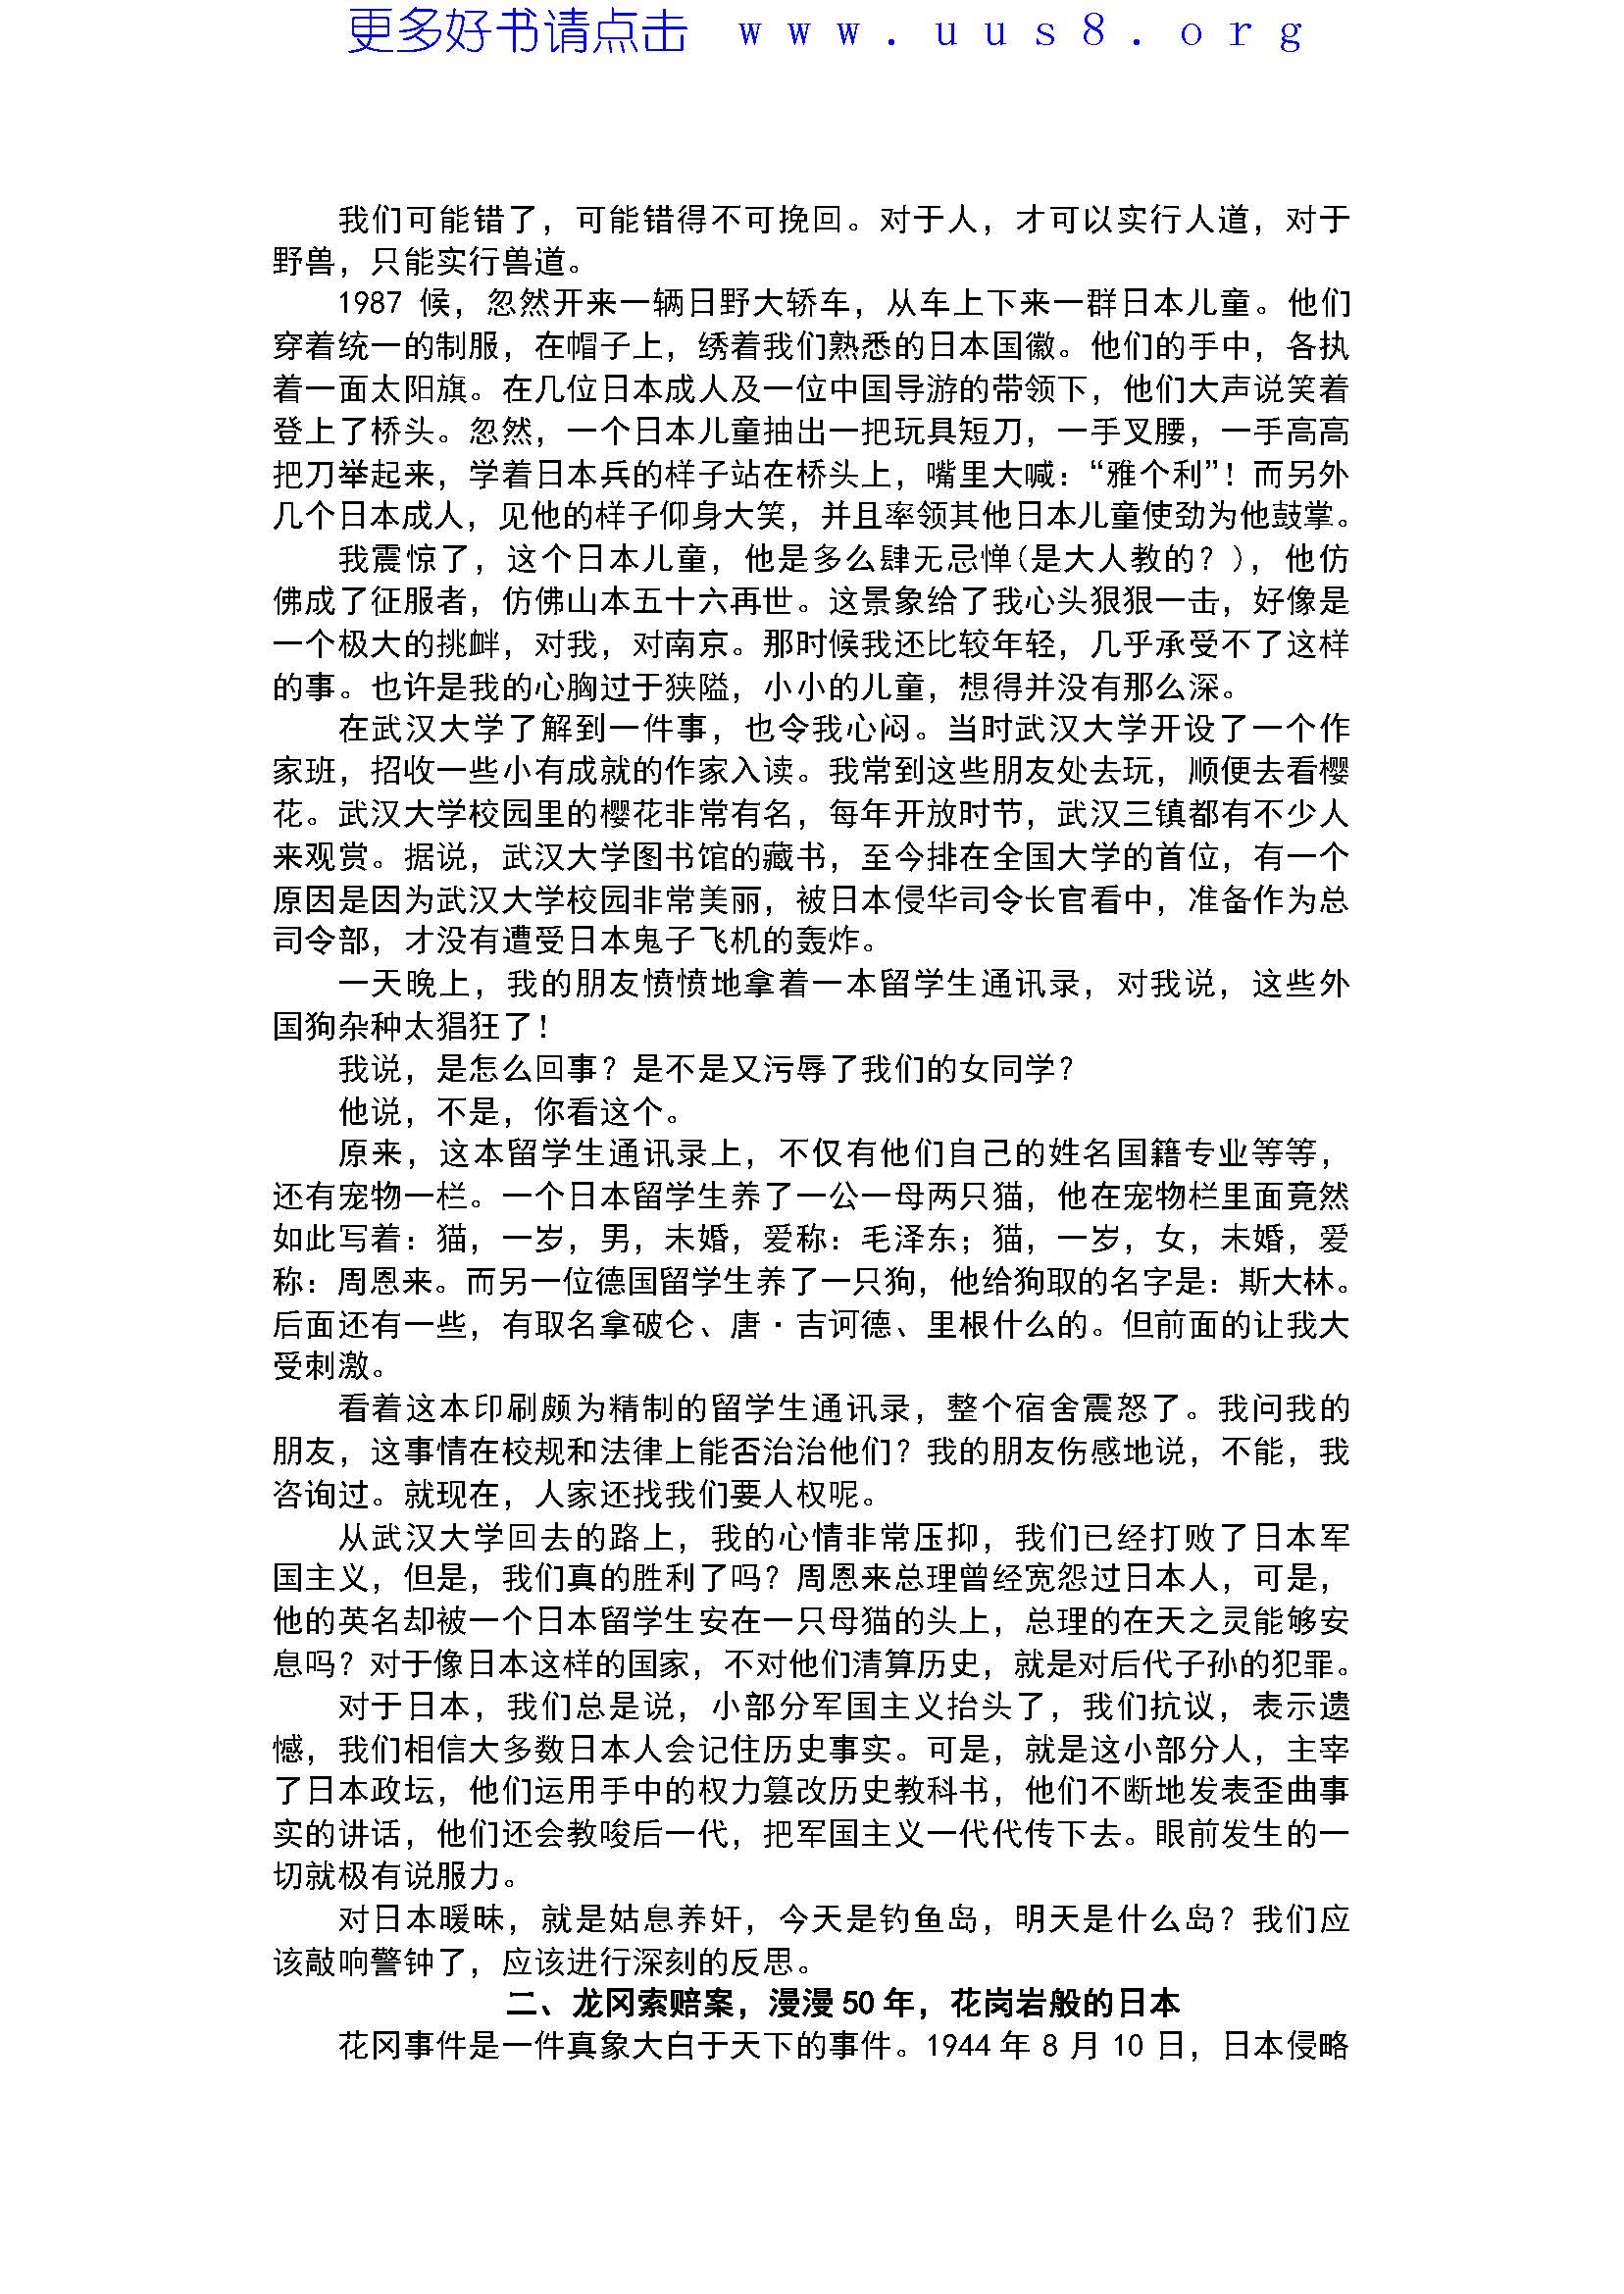 更多好书请点击 www.uus8.org
我们可能错了，可能错得不可挽回。对于人，才可以实行人道，对于
野兽，只能实行兽道。
1987 候，忽然开来一辆日野大轿车，从车上下来一群日本儿童。他们
穿着统一的制服，在帽子上，绣着我们熟悉的日本国徽。他们的手中，各执
着一面太阳旗。在几位日本成人及一位中国导游的带领下，他们大声说笑着
登上了桥头。忽然，一个日本儿童抽出一把玩具短刀，一手叉腰，一手高高
把刀举起来，学着日本兵的样子站在桥头上，嘴里大喊：“雅个利”！而另外
几个日本成人，见他的样子仰身大笑，并且率领其他日本儿童使劲为他鼓掌。
我震惊了，这个日本儿童，他是多么肆无忌惮(是大人教的？)，他仿
佛成了征服者，仿佛山本五十六再世。这景象给了我心头狠狠一击，好像是
一个极大的挑衅，对我，对南京。那时候我还比较年轻，几乎承受不了这样
的事。也许是我的心胸过于狭隘，小小的儿童，想得并没有那么深。
在武汉大学了解到一件事，也令我心闷。当时武汉大学开设了一个作
家班，招收一些小有成就的作家入读。我常到这些朋友处去玩，顺便去看樱
花。武汉大学校园里的樱花非常有名，每年开放时节，武汉三镇都有不少人
来观赏。据说，武汉大学图书馆的藏书，至今排在全国大学的首位，有一个
原因是因为武汉大学校园非常美丽，被日本侵华司令长官看中，准备作为总
司令部，才没有遭受日本鬼子飞机的轰炸。
一天晚上，我的朋友愤愤地拿着一本留学生通讯录，对我说，这些外
国狗杂种太猖狂了！
我说，是怎么回事？是不是又污辱了我们的女同学？
他说，不是，你看这个。
原来，这本留学生通讯录上，不仅有他们自己的姓名国籍专业等等，
还有宠物一栏。一个日本留学生养了一公一母两只猫，他在宠物栏里面竟然
如此写着：猫，一岁，男，未婚，爱称：毛泽东；猫，一岁，女，未婚，爱
称：周恩来。而另一位德国留学生养了一只狗，他给狗取的名字是：斯大林。
后面还有一些，有取名拿破仑、唐·吉诃德、里根什么的。但前面的让我大
受刺激。
看着这本印刷颇为精制的留学生通讯录，整个宿舍震怒了。我问我的
朋友，这事情在校规和法律上能否治治他们？我的朋友伤感地说，不能，我
咨询过。就现在，人家还找我们要人权呢。
从武汉大学回去的路上，我的心情非常压抑，我们已经打败了日本军
国主义，但是，我们真的胜利了吗？周恩来总理曾经宽怨过日本人，可是，
他的英名却被一个日本留学生安在一只母猫的头上，总理的在天之灵能够安
息吗？对于像日本这样的国家，不对他们清算历史，就是对后代子孙的犯罪。
对于日本，我们总是说，小部分军国主义抬头了，我们抗议，表示遗
憾，我们相信大多数日本人会记住历史事实。可是，就是这小部分人，主宰
了日本政坛，他们运用手中的权力篡改历史教科书，他们不断地发表歪曲事
实的讲话，他们还会教唆后一代，把军国主义一代代传下去。眼前发生的一
切就极有说服力。
对日本暖昧，就是姑息养奸，今天是钓鱼岛，明天是什么岛？我们应
该敲响警钟了，应该进行深刻的反思。
二、龙冈索赔案，漫漫 50 年，花岗岩般的日本
花冈事件是一件真象大白于天下的事件。1944 年 8 月 10 日，日本侵略